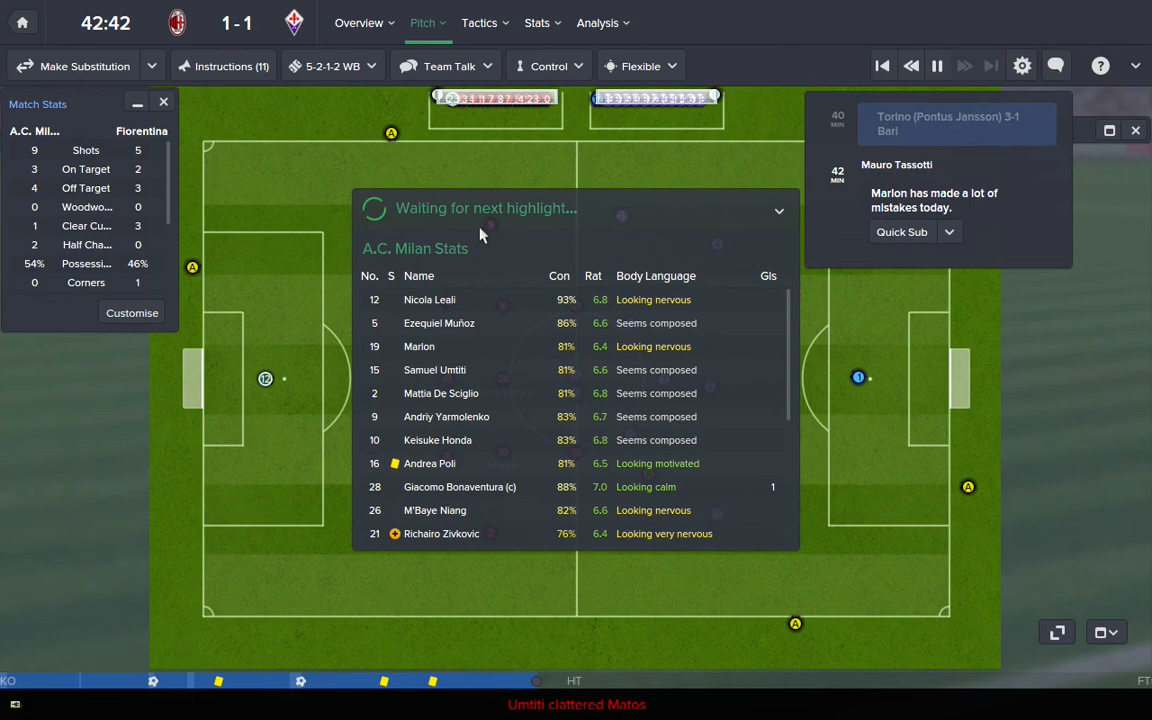 42:42
1 - 1
Overview
Pitch
Tactics
Stats
Analysis
Make Substitution
Instructions (11)
5-2-1-2 WB
Team Talk
Control
Flexible
?
Match Stats
A.C. Mil... Florentina
9 Shots 5
3 On Target 2
4 Off Target 3
0 Woodwo... 0
1 Clear Cu... 3
2 Half Cha... 0
54% Possessi... 46%
0 Corners 1
Customise
40 MIN
Torino (Pontus Jansson) 3-1
Bari
42 MIN
Mauro Tassotti
Marlon has made a lot of
mistakes today.
Quick Sub
Waiting for next highlight...
A.C. Milan Stats
No. S Name Con Rat Body Language Gls
12 Nicola Leali 93% 6.8 Looking nervous
5 Ezequiel Muñoz 86% 6.6 Seems composed
19 Marlon 81% 6.4 Looking nervous
15 Samuel Umtiti 81% 6.6 Seems composed
2 Mattia De Sciglio 81% 6.8 Seems composed
9 Andriy Yarmolenko 83% 6.7 Seems composed
10 Keisuke Honda 83% 6.8 Seems composed
16 Andrea Poli 81% 6.5 Looking motivated
28 Giacomo Bonaventura (c) 88% 7.0 Looking calm 1
26 M'Baye Niang 82% 6.6 Looking nervous
21 Richairo Zivkovic 76% 6.4 Looking very nervous
A
A
A
A
12
1
KO
HT
FT
Umtiti clattered Matos